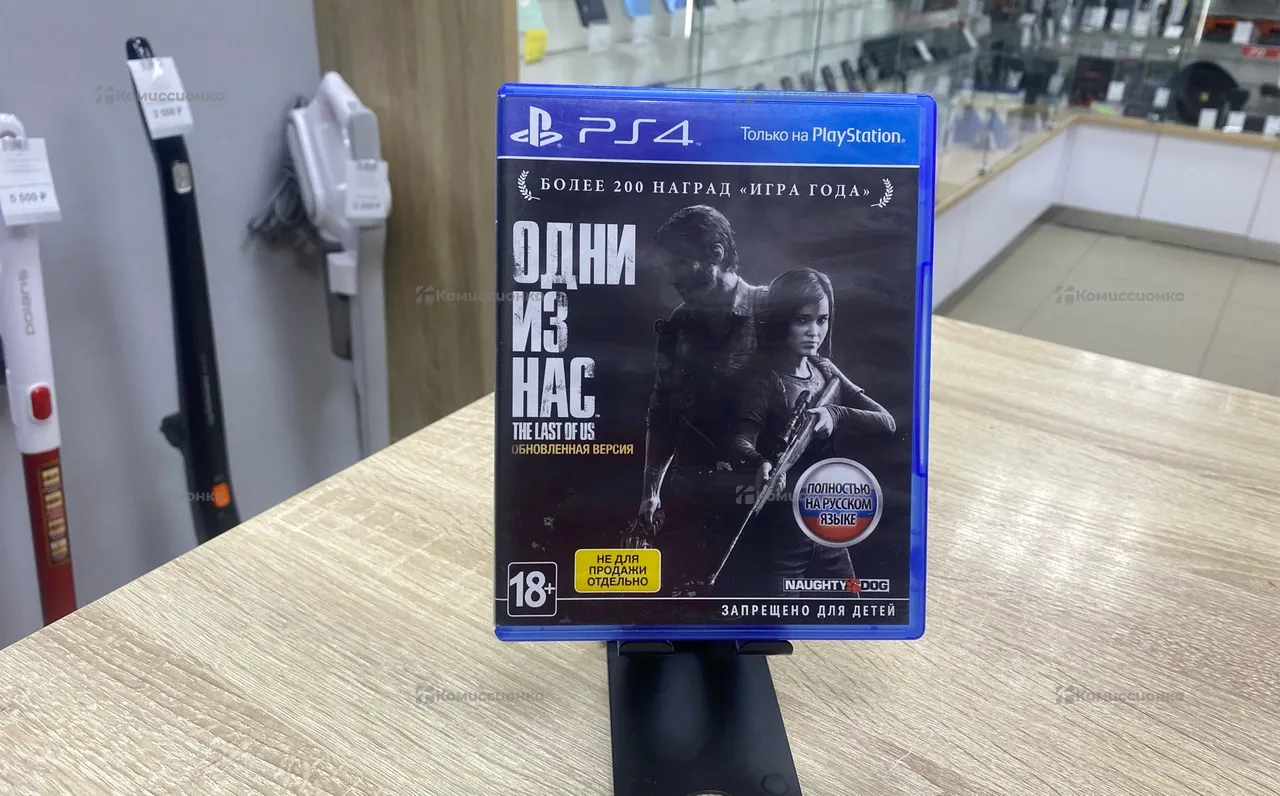 PS4
Только на PlayStation
БОЛЕЕ 200 НАГРАД «ИГРА ГОДА»
ОДНИ
ИЗ
НАС
THE LAST OF US
ОБНОВЛЕННАЯ ВЕРСИЯ
ПОЛНОСТЬЮ
НА РУССКОМ
ЯЗЫКЕ
НЕ ДЛЯ
ПРОДАЖИ
ОТДЕЛЬНО
18+
NAUGHTY DOG
ЗАПРЕЩЕНО ДЛЯ ДЕТЕЙ
5 500 ₽
Комиссионка
Комиссионка
Комиссионка
Комиссионка
Комиссионка